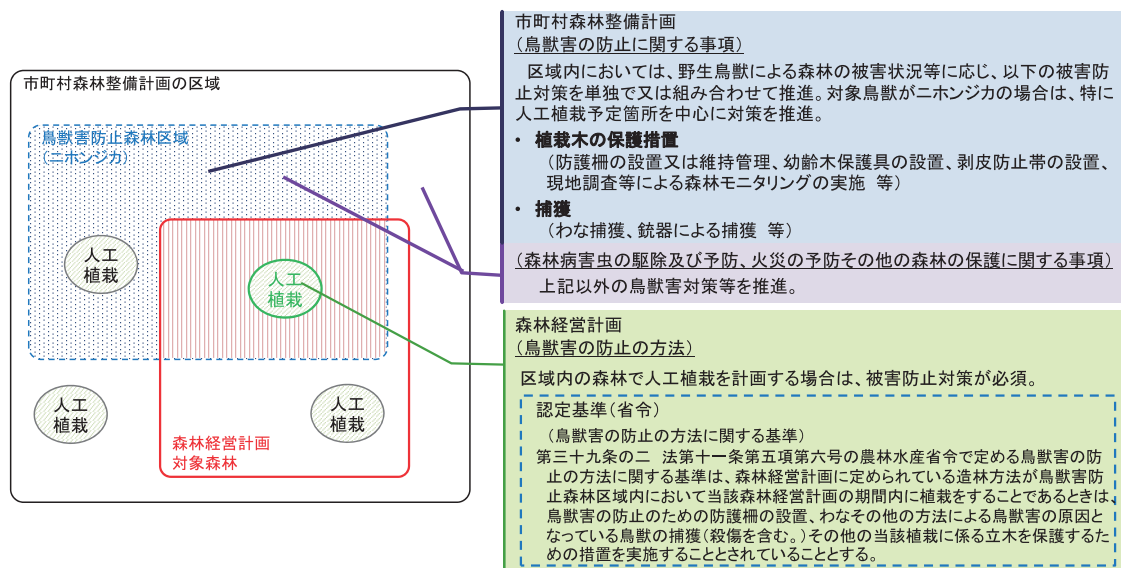 市町村森林整備計画の区域
鳥獣害防止森林区域
(ニホンジカ)
人工
植栽
人工
植栽
人工
植栽
人工
植栽
森林経営計画
対象森林
市町村森林整備計画
(鳥獣害の防止に関する事項)
区域内においては、野生鳥獣による森林の被害状況等に応じ、以下の被害防
止対策を単独で又は組み合わせて推進。対象鳥獣がニホンジカの場合は、特に
人工植栽予定箇所を中心に対策を推進。
・ 植栽木の保護措置
(防護柵の設置又は維持管理、幼齢木保護具の設置、剥皮防止帯の設置、
現地調査等による森林モニタリングの実施 等)
・ 捕獲
(わな捕獲、銃器による捕獲 等)
(森林病害虫の駆除及び予防、火災の予防その他の森林の保護に関する事項)
上記以外の鳥獣害対策等を推進。
森林経営計画
(鳥獣害の防止の方法)
区域内の森林で人工植栽を計画する場合は、被害防止対策が必須。
認定基準(省令)
(鳥獣害の防止の方法に関する基準)
第三十九条の二 法第十一条第五項第六号の農林水産省令で定める鳥獣害の防
止の方法に関する基準は、森林経営計画に定められている造林方法が鳥獣害防
止森林区域内において当該森林経営計画の期間内に植栽をすることであるときは、
鳥獣害の防止のための防護柵の設置、わなその他の方法による鳥獣害の原因と
なっている鳥獣の捕獲(殺傷を含む。)その他の当該植栽に係る立木を保護するた
めの措置を実施することとされていることとする。